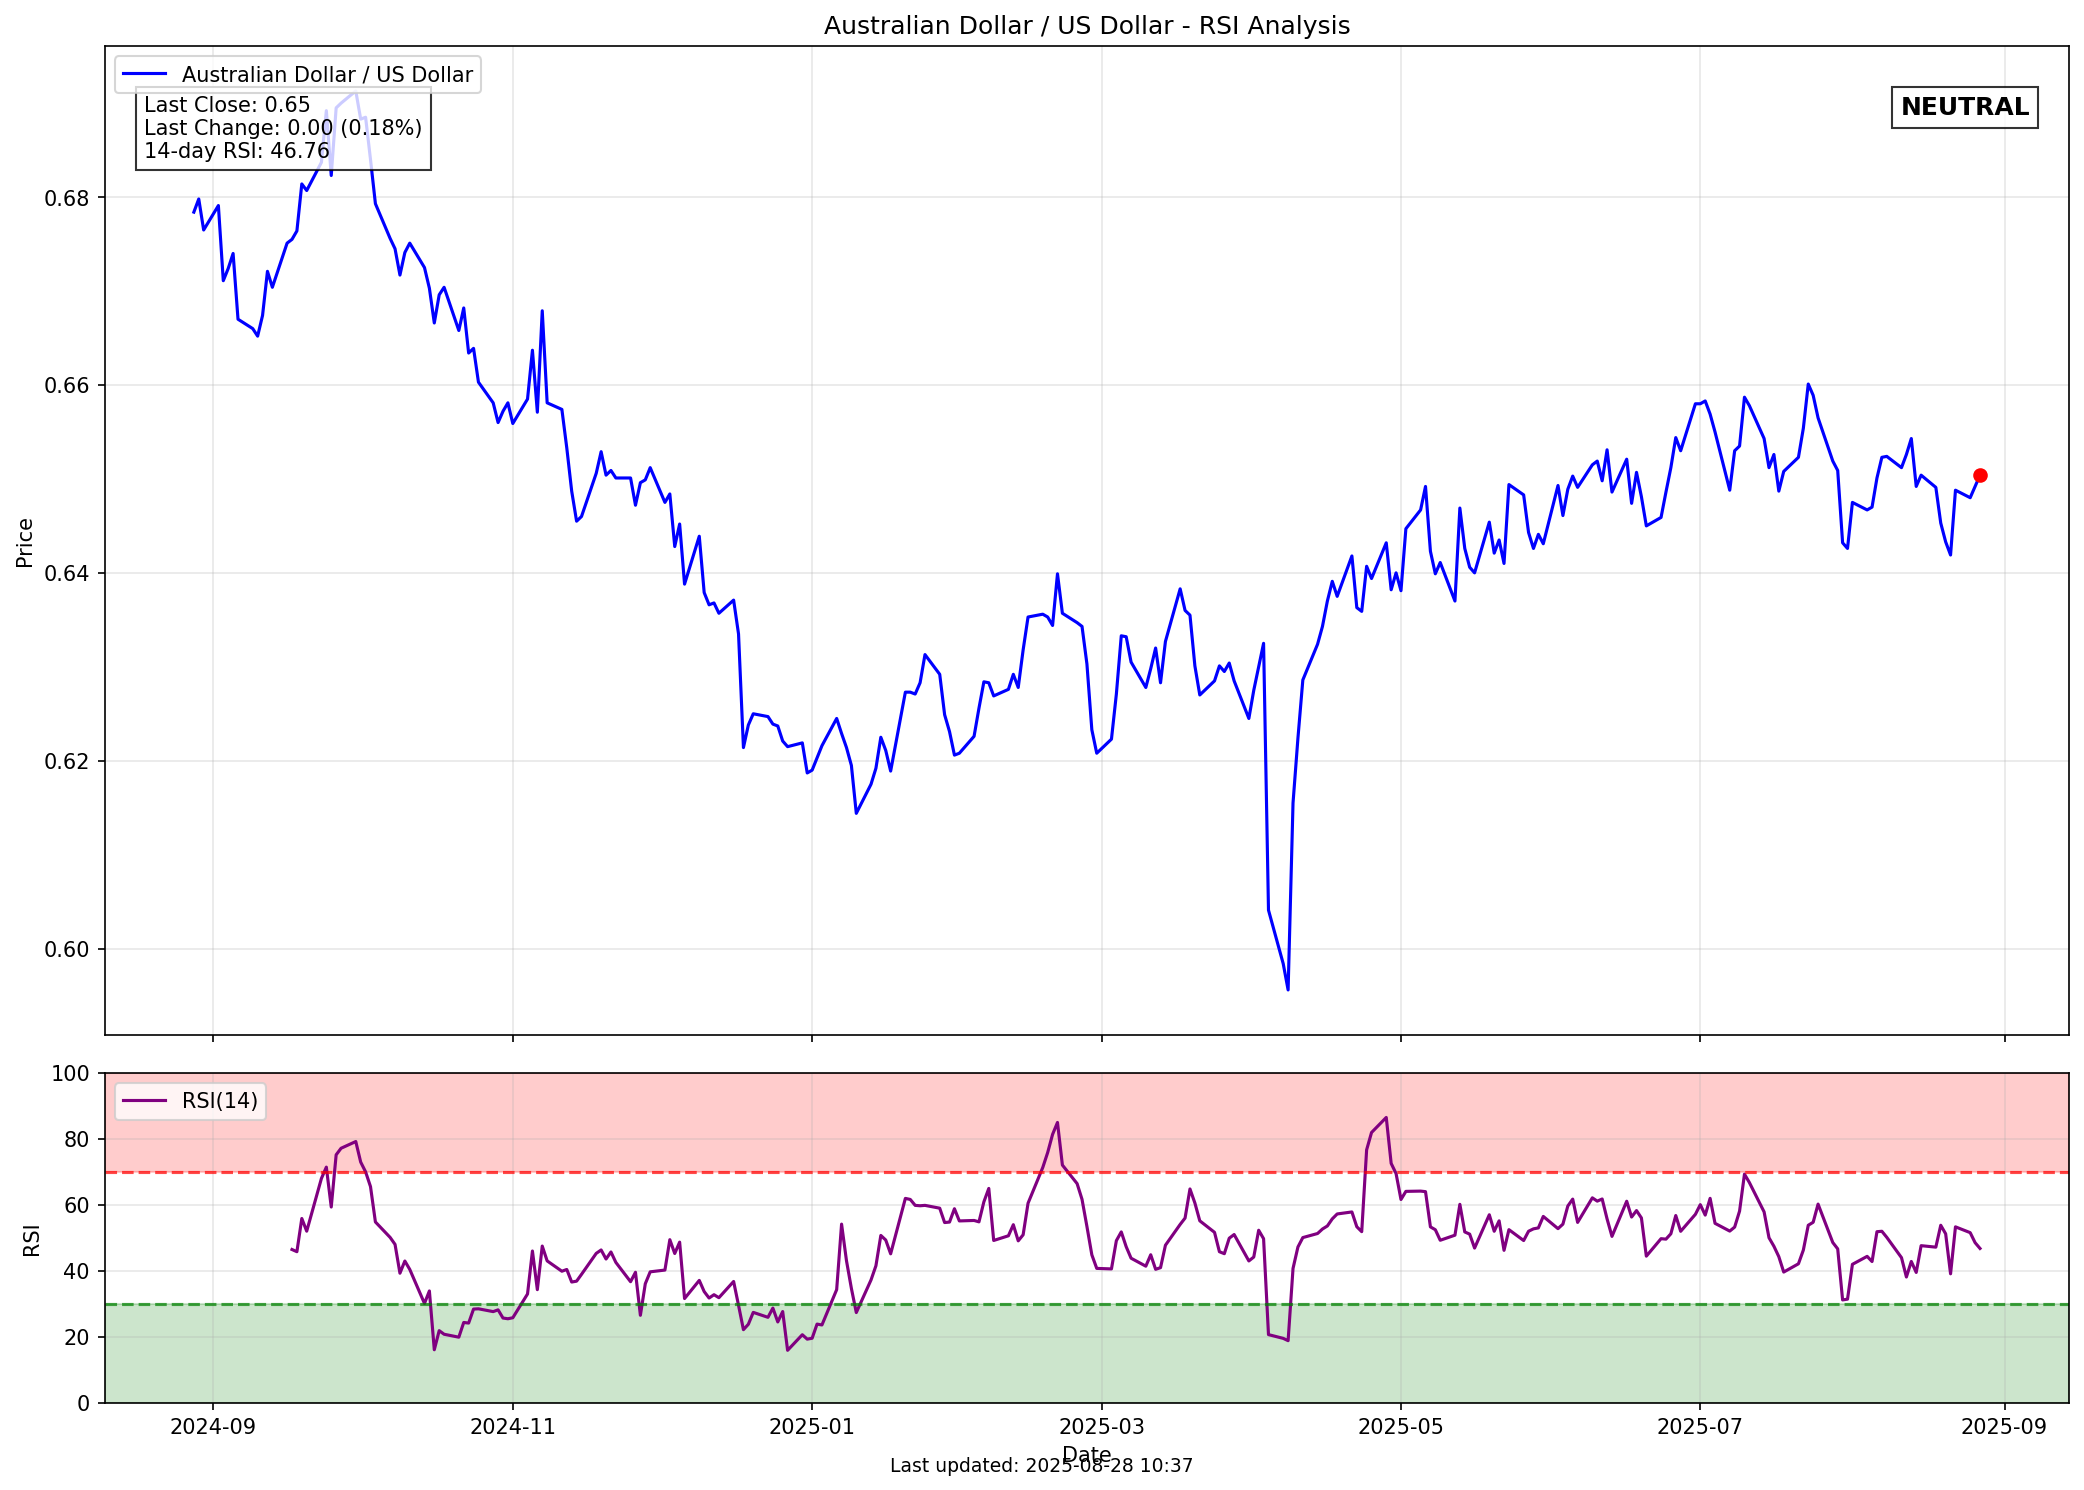 Australian Dollar / US Dollar - RSI Analysis
Australian Dollar / US Dollar
Last Close: 0.65
Last Change: 0.00 (0.18%)
14-day RSI: 46.76
NEUTRAL
0.68
0.66
0.64
0.62
0.60
Price
100
80
60
40
20
0
RSI
RSI(14)
2024-09
2024-11
2025-01
2025-03
2025-05
2025-07
2025-09
Date
Last updated: 2025-08-28 10:37